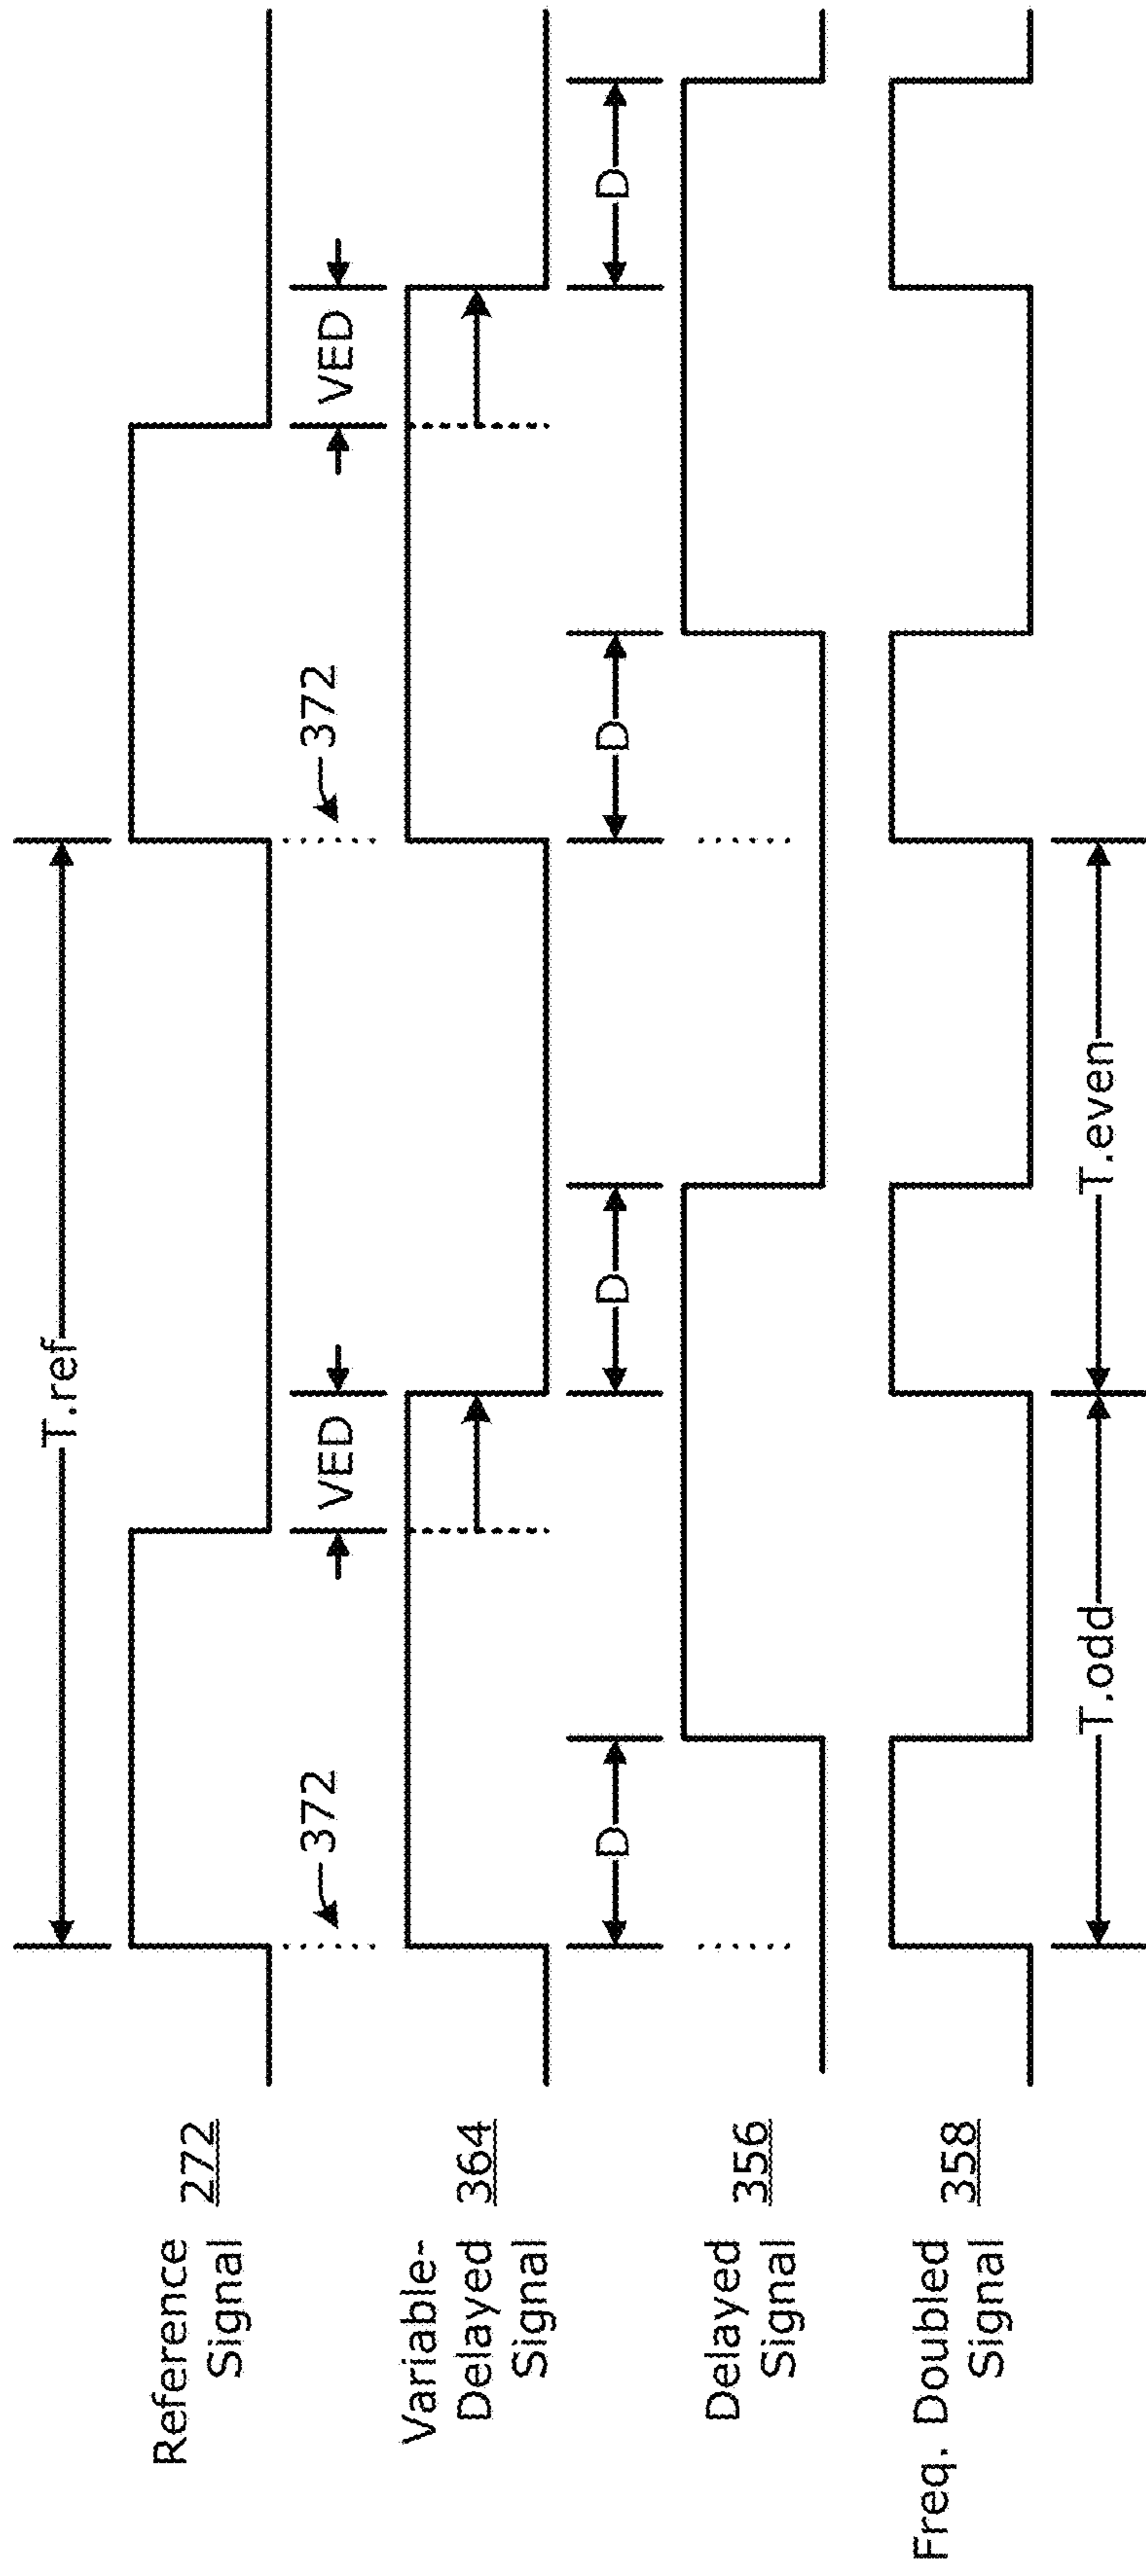 T.ref
Reference 272
Signal
VED
VED
372
372
Variable-
Delayed 364
Signal
D
D
D
D
Delayed 356
Signal
Freq. Doubled 358
Signal
T.odd
T.even